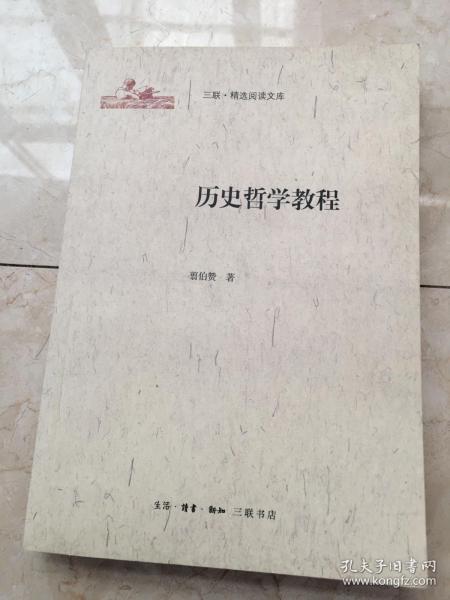 三联·精选阅读文库
历史哲学教程
翦伯赞 著
生活·讀書·新知 三联书店
孔夫子旧书网
www.kongfz.com